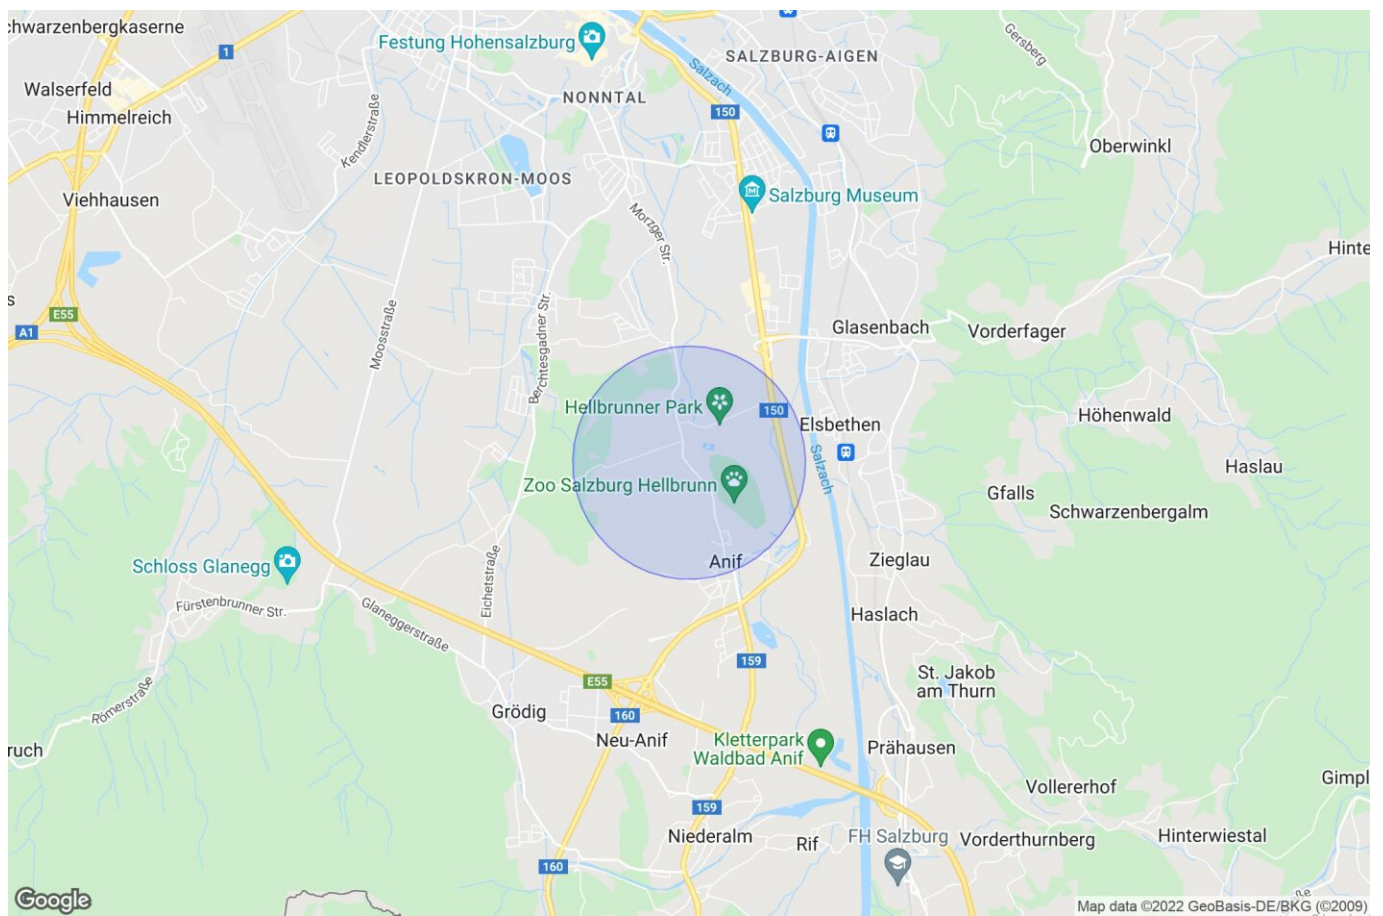 chwarzenbergkaserne
1
Festung Hohensalzburg
SALZBURG-AIGEN
Gersberg
Walserfeld
Himmelreich
NONNTAL
Salzach
150
Kendlerstraße
Oberwinkl
LEOPOLDSKRON-MOOS
Viehhausen
Salzburg Museum
Morzger Str.
Hinte
s
E55
A1
Moosstraße
Berchtesgadner Str.
Glasenbach
Vorderfager
Hellbrunner Park
150
Elsbethen
Höhenwald
Haslau
Salzach
Zoo Salzburg Hellbrunn
Gfalls
Schwarzenbergalm
Schloss Glanegg
Anif
Zieglau
Eichetstraße
Fürstenbrunner Str.
Glaneggerstraße
Haslach
159
St. Jakob
am Thurn
E55
Römerstraße
Grödig
160
Neu-Anif
Kletterpark
Waldbad Anif
Prähausen
ruch
Gimpl
Vollererhof
159
Niederalm
Rif
FH Salzburg
Vorderthurnberg
Hinterwiestal
160
Google
Map data ©2022 GeoBasis-DE/BKG (©2009)